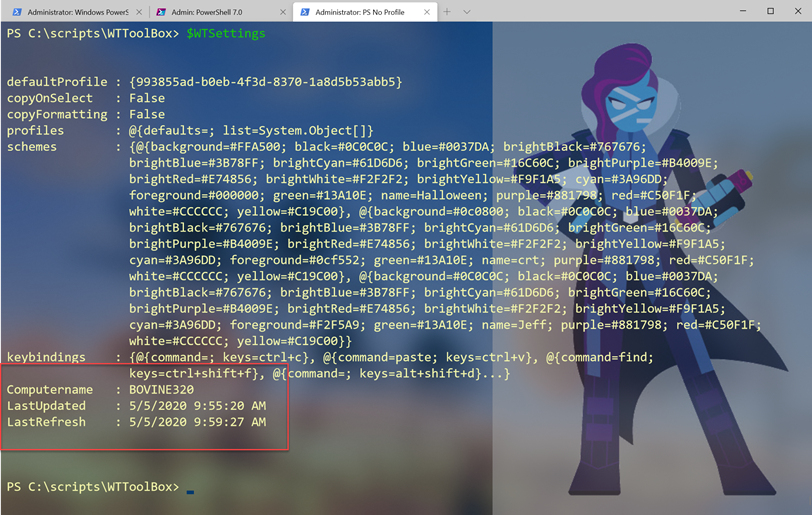 Administrator: Windows PowerS
Admin: PowerShell 7.0
Administrator: PS No Profile
PS C:\scripts\WTToolBox> $WTSettings
defaultProfile : {993855ad-b0eb-4f3d-8370-1a8d5b53abb5}
copyOnSelect : False
copyFormatting : False
profiles : @{defaults=; list=System.Object[]}
schemes : {@{background=#FFA500; black=#0C0C0C; blue=#0037DA; brightBlack=#767676;
brightBlue=#3B78FF; brightCyan=#61D6D6; brightGreen=#16C60C; brightPurple=#B4009E;
brightRed=#E74856; brightWhite=#F2F2F2; brightYellow=#F9F1A5; cyan=#3A96DD;
foreground=#000000; green=#13A10E; name=Halloween; purple=#881798; red=#C50F1F;
white=#CCCCCC; yellow=#C19C00}, @{background=#0c0800; black=#0C0C0C; blue=#0037DA;
brightBlack=#767676; brightBlue=#3B78FF; brightCyan=#61D6D6; brightGreen=#16C60C;
brightPurple=#B4009E; brightRed=#E74856; brightWhite=#F2F2F2; brightYellow=#F9F1A5;
cyan=#3A96DD; foreground=#0cf552; green=#13A10E; name=crt; purple=#881798; red=#C50F1F;
white=#CCCCCC; yellow=#C19C00}, @{background=#0C0C0C; black=#0C0C0C; blue=#0037DA;
brightBlack=#767676; brightBlue=#3B78FF; brightCyan=#61D6D6; brightGreen=#16C60C;
brightPurple=#B4009E; brightRed=#E74856; brightWhite=#F2F2F2; brightYellow=#F9F1A5;
cyan=#3A96DD; foreground=#F2F5A9; green=#13A10E; name=Jeff; purple=#881798; red=#C50F1F;
white=#CCCCCC; yellow=#C19C00}}
keybindings : {@{command=; keys=ctrl+c}, @{command=paste; keys=ctrl+v}, @{command=find;
keys=ctrl+shift+f}, @{command=; keys=alt+shift+d}...}
Computername : BOVINE320
LastUpdated : 5/5/2020 9:55:20 AM
LastRefresh : 5/5/2020 9:59:27 AM
PS C:\scripts\WTToolBox>